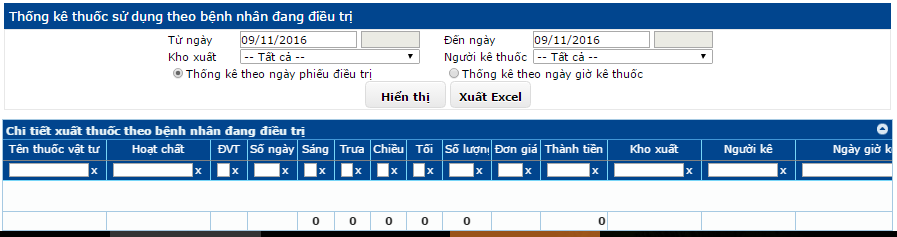 Thống kê thuốc sử dụng theo bệnh nhân đang điều trị
Từ ngày 09/11/2016 Đến ngày 09/11/2016
Kho xuất -- Tất cả -- Người kê thuốc -- Tất cả --
Thống kê theo ngày phiếu điều trị Thống kê theo ngày giờ kê thuốc
Hiển thị Xuất Excel
Chi tiết xuất thuốc theo bệnh nhân đang điều trị
Tên thuốc vật tư Hoạt chất ĐVT Số ngày Sáng Trưa Chiều Tối Số lượng Đơn giá Thành tiền Kho xuất Người kê Ngày giờ k
x x x x x x x x x x x x x
0 0 0 0 0 0